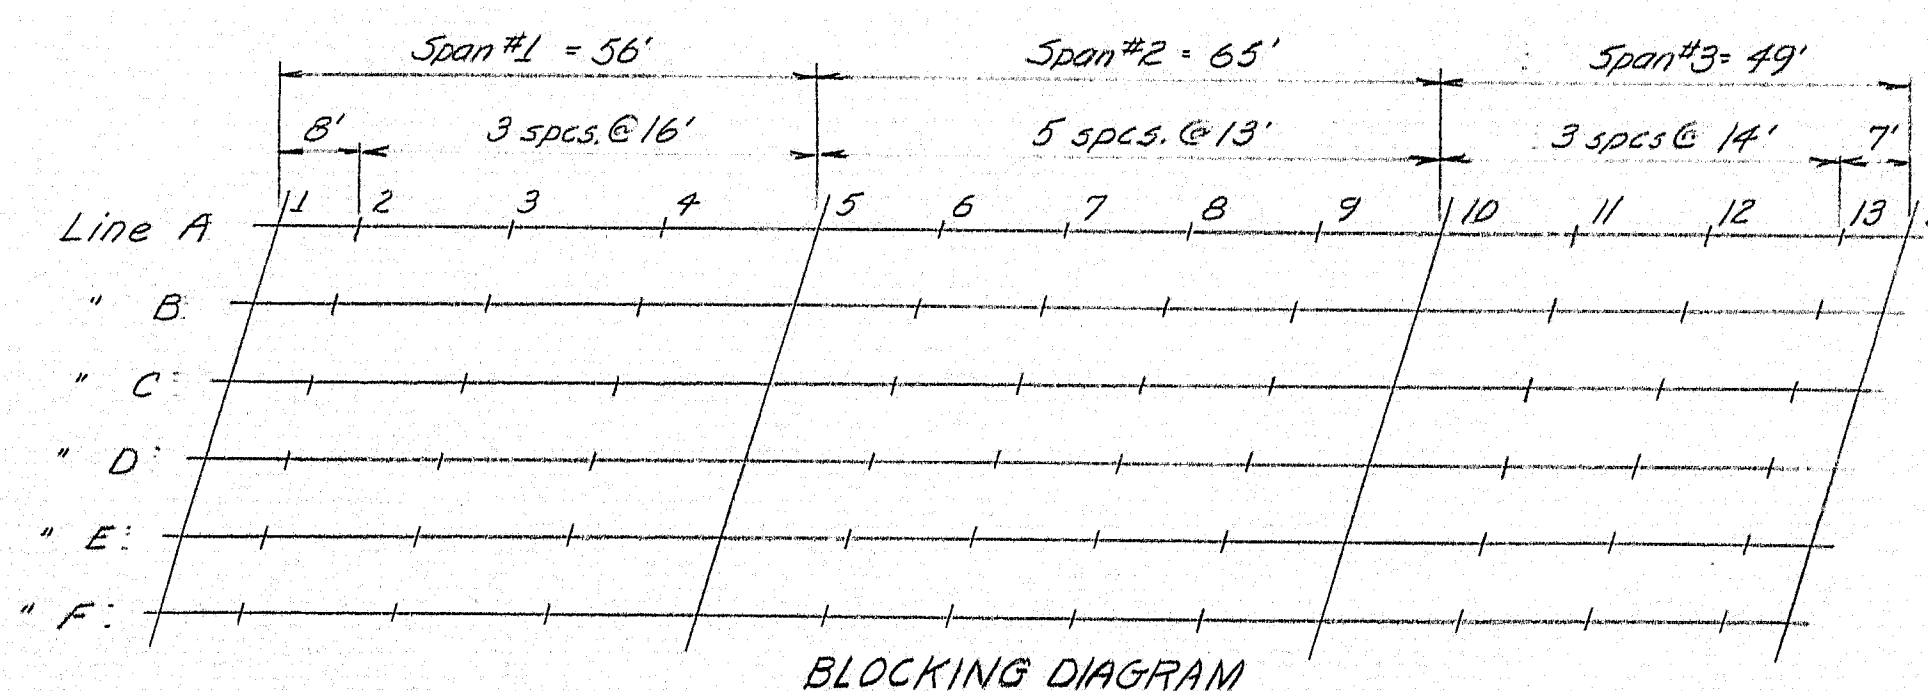 Span #1 = 56' Span #2 = 65' Span #3 = 49'
8' 3 spcs. @ 16' 5 spcs. @ 13' 3 spcs @ 14' 7'
Line A 1 2 3 4 5 6 7 8 9 10 11 12 13
" B:
" C:
" D:
" E:
" F:
BLOCKING DIAGRAM